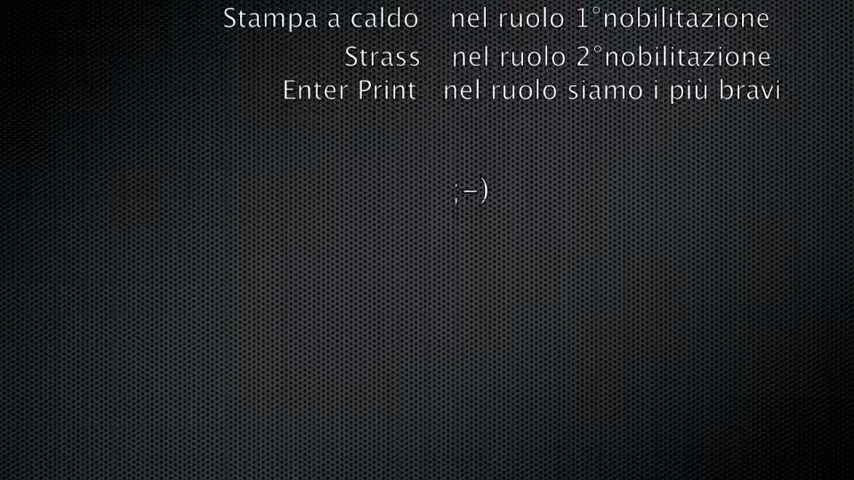 Stampa a caldo nel ruolo 1°nobilitazione
Strass nel ruolo 2°nobilitazione
Enter Print nel ruolo siamo i più bravi
;-)